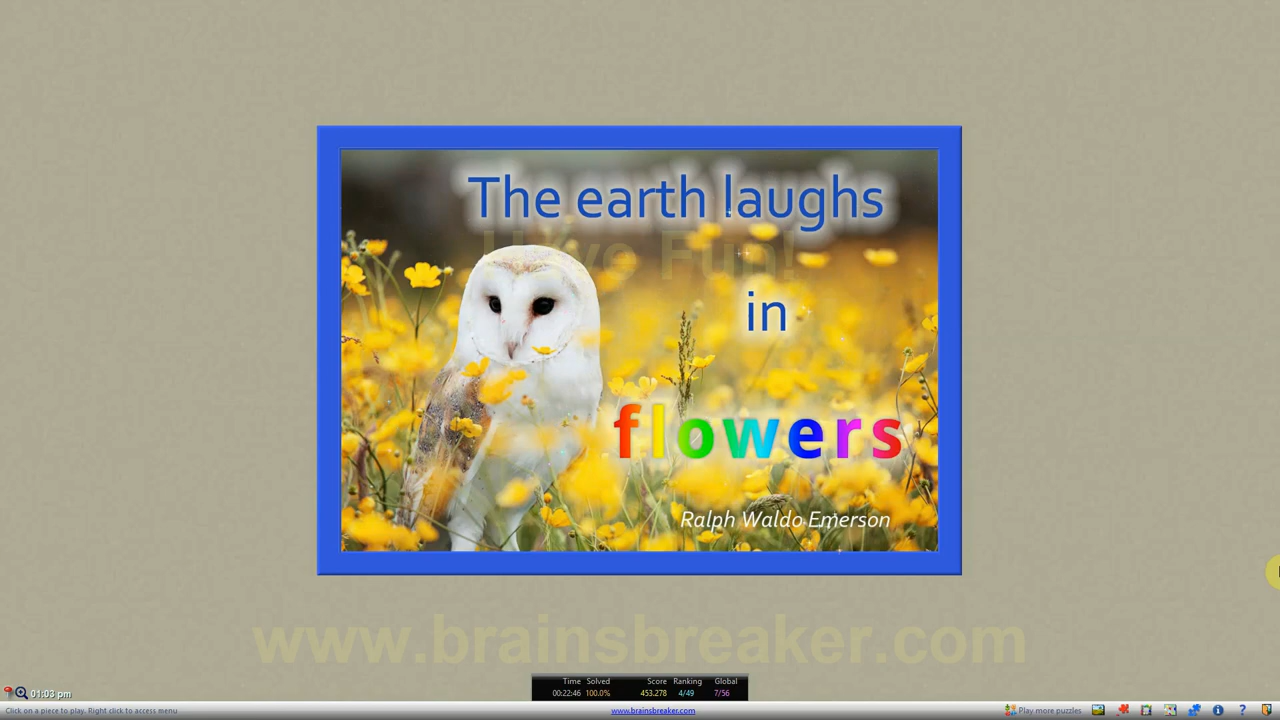 The earth laughs
Have Fun!
in
flowers
Ralph Waldo Emerson
www.brainsbreaker.com
Time Solved Score Ranking Global
00:22:46 100.0% 453.278 4/49 7/56
01:03 pm
Click on a piece to play. Right click to access menu
www.brainsbreaker.com
Play more puzzles